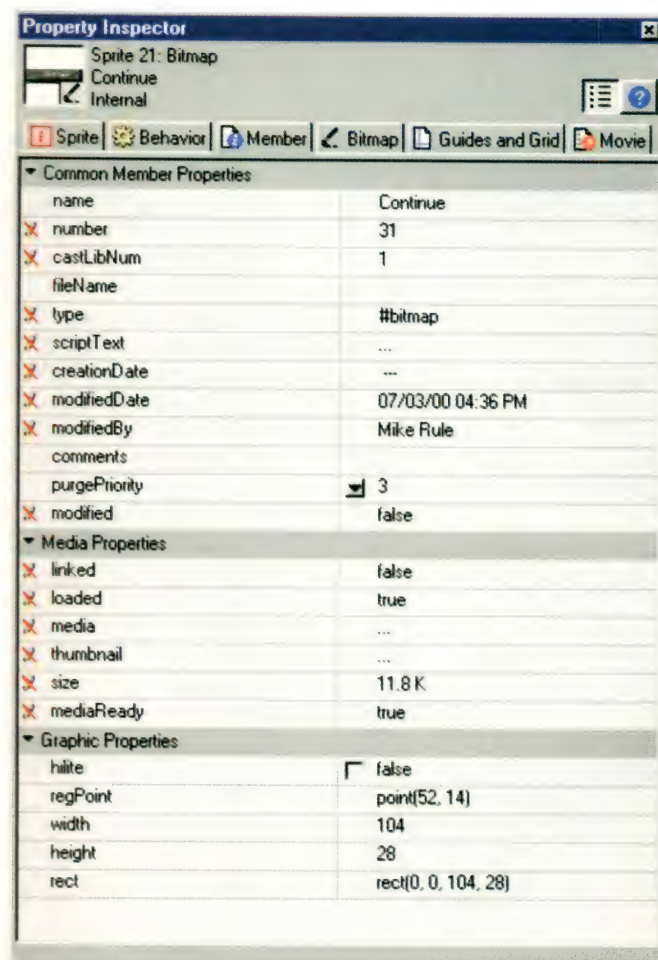 Property Inspector
Sprite 21: Bitmap
Continue
Internal
Sprite Behavior Member Bitmap Guides and Grid Movie
Common Member Properties
name Continue
number 31
castLibNum 1
fileName
type #bitmap
scriptText ...
creationDate ---
modifiedDate 07/03/00 04:36 PM
modifiedBy Mike Rule
comments
purgePriority 3
modified false
Media Properties
linked false
loaded true
media ...
thumbnail ...
size 11.8 K
mediaReady true
Graphic Properties
hilite false
regPoint point(52, 14)
width 104
height 28
rect rect(0, 0, 104, 28)